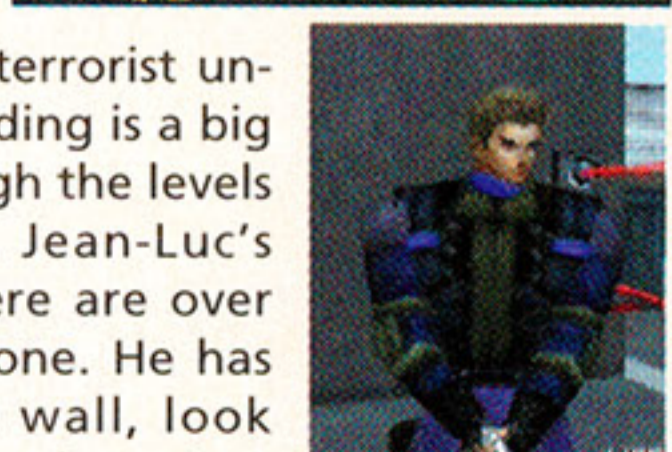 terrorist un-
ding is a big
gh the levels
Jean-Luc's
ere are over
one. He has
wall, look